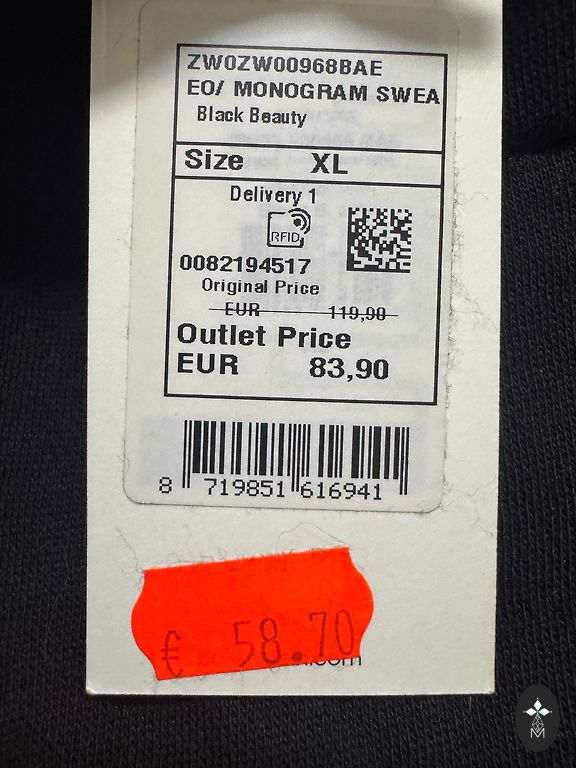 ZW0ZW00968BAE
EO/ MONOGRAM SWEA
Black Beauty
Size XL
Delivery 1
RFID
0082194517
Original Price
EUR 119,90
Outlet Price
EUR 83,90
8 719851 616941
€ 58.70
.com
M